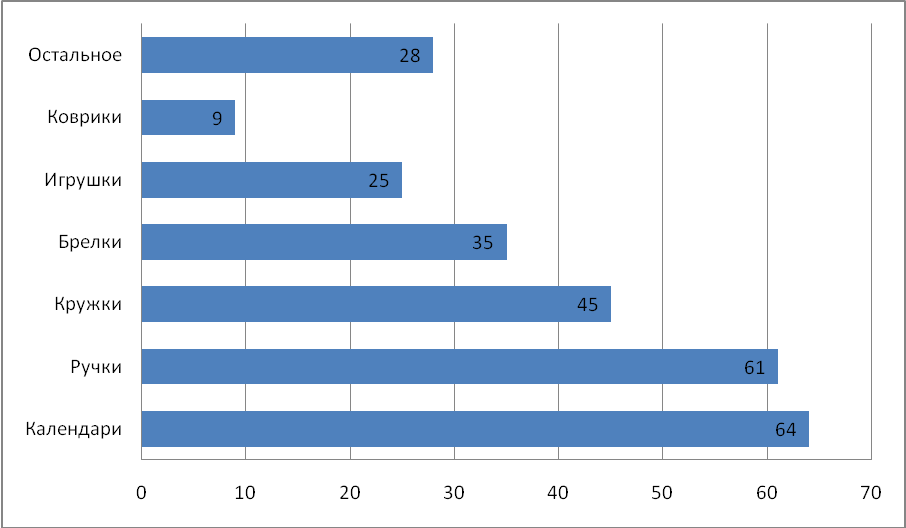 Остальное 28
Коврики 9
Игрушки 25
Брелки 35
Кружки 45
Ручки 61
Календари 64
0 10 20 30 40 50 60 70